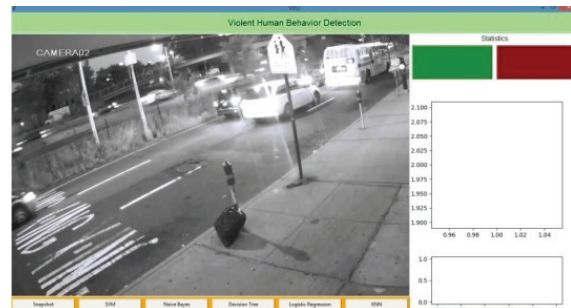 Violent Human Behavior Detection
Statistics
CAMERA02
2.100
2.075
2.050
2.025
2.000
1.975
1.950
1.925
1.900
0.96 0.98 1.00 1.02 1.04
1.0
0.5
0.0
Snapshot SVM Naive Bayes Decision Tree Logistic Regression KNN